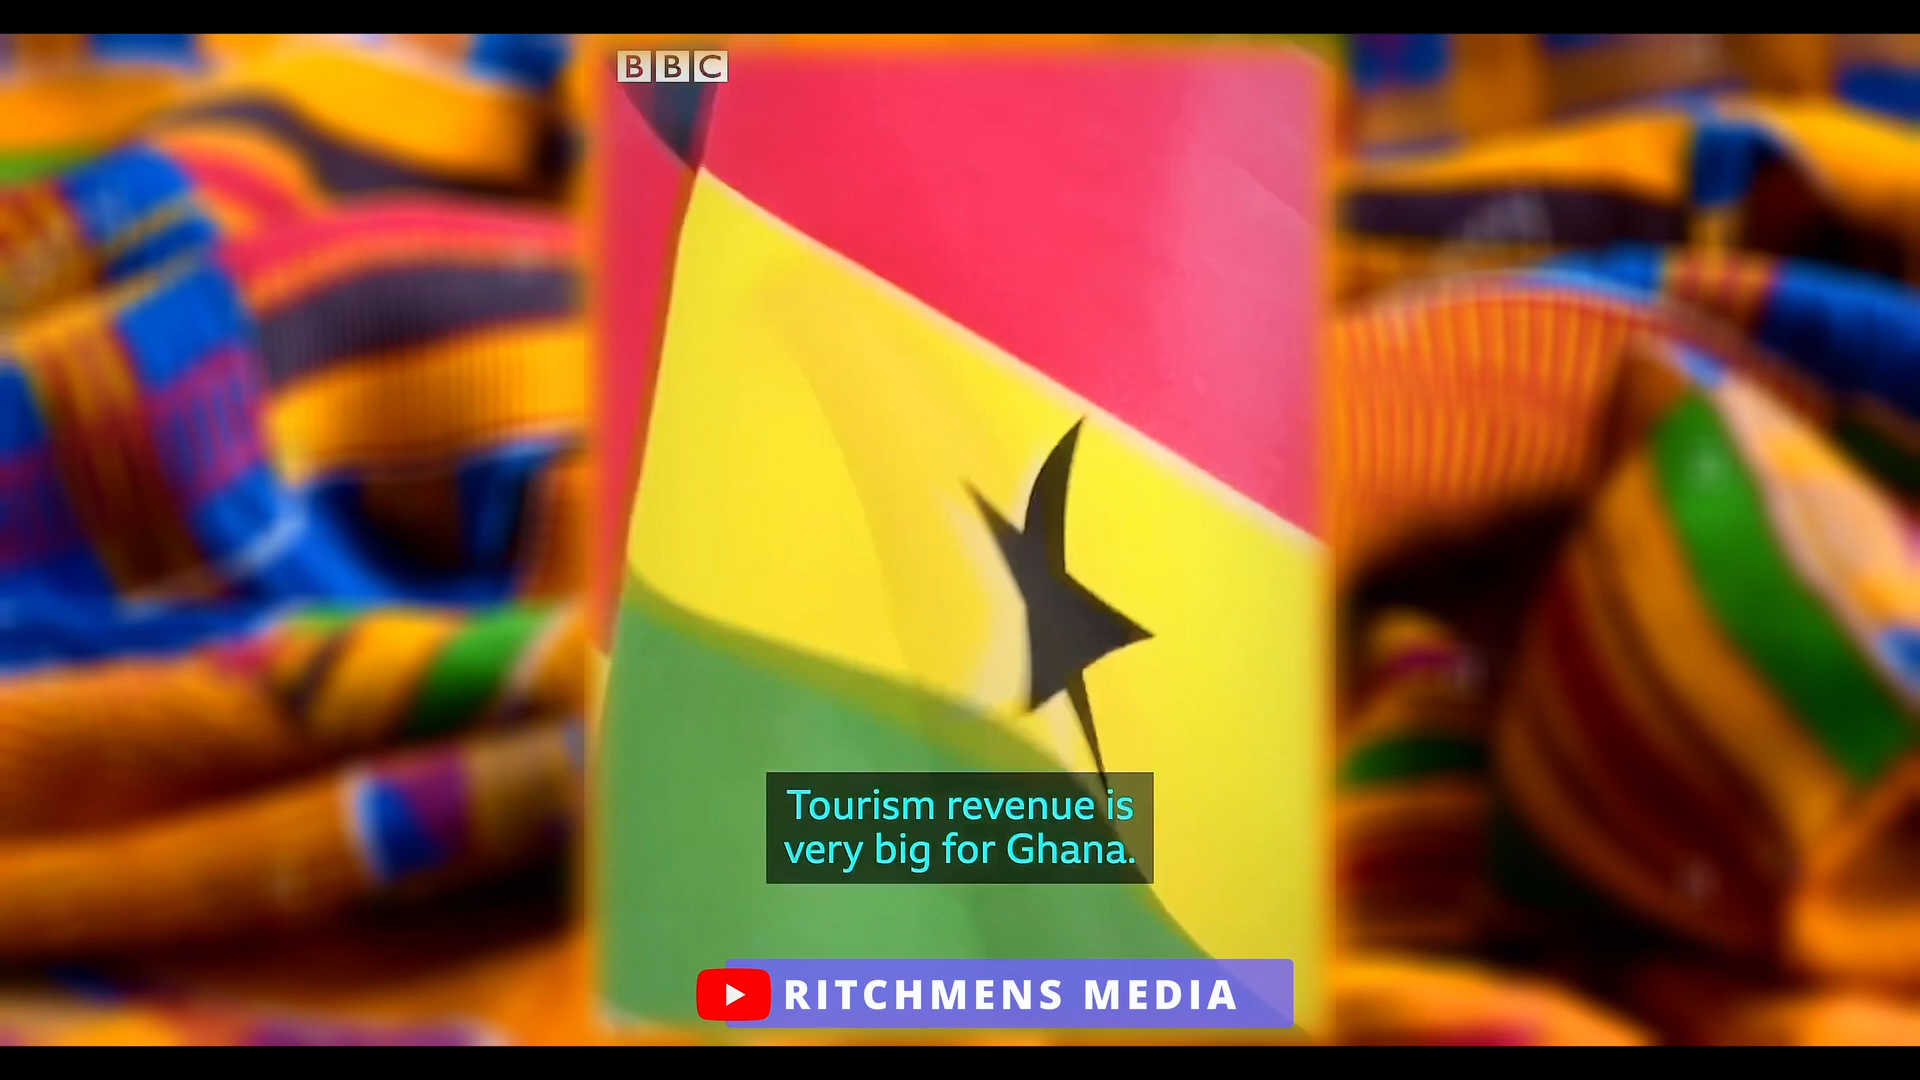 BBC
Tourism revenue is
very big for Ghana.
RITCHMENS MEDIA